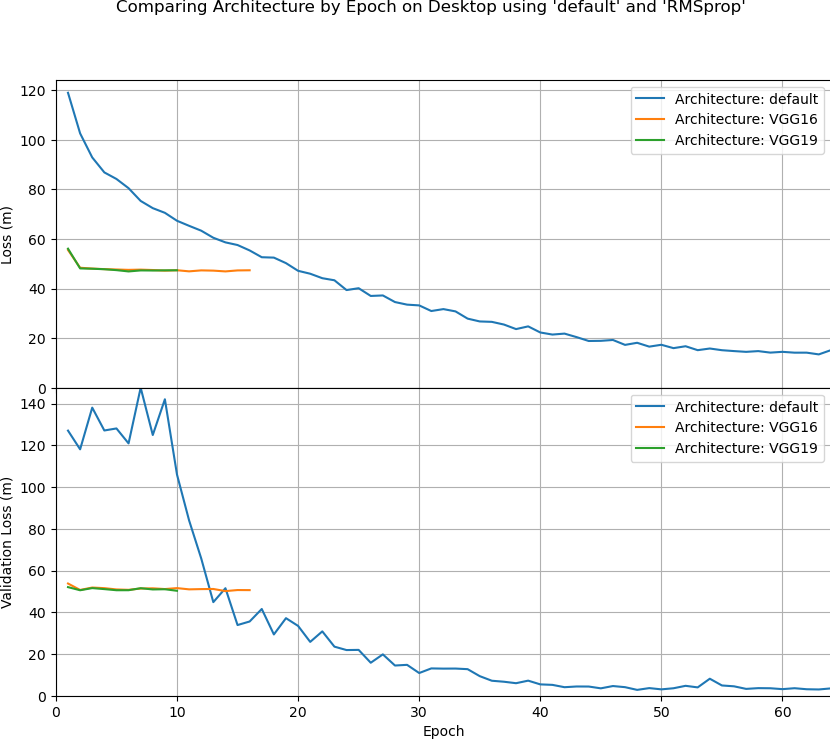 Comparing Architecture by Epoch on Desktop using 'default' and 'RMSprop'
120
100
80
60
40
20
0
Loss (m)
Architecture: default
Architecture: VGG16
Architecture: VGG19
140
120
100
80
60
40
20
0
Validation Loss (m)
Architecture: default
Architecture: VGG16
Architecture: VGG19
0 10 20 30 40 50 60
Epoch